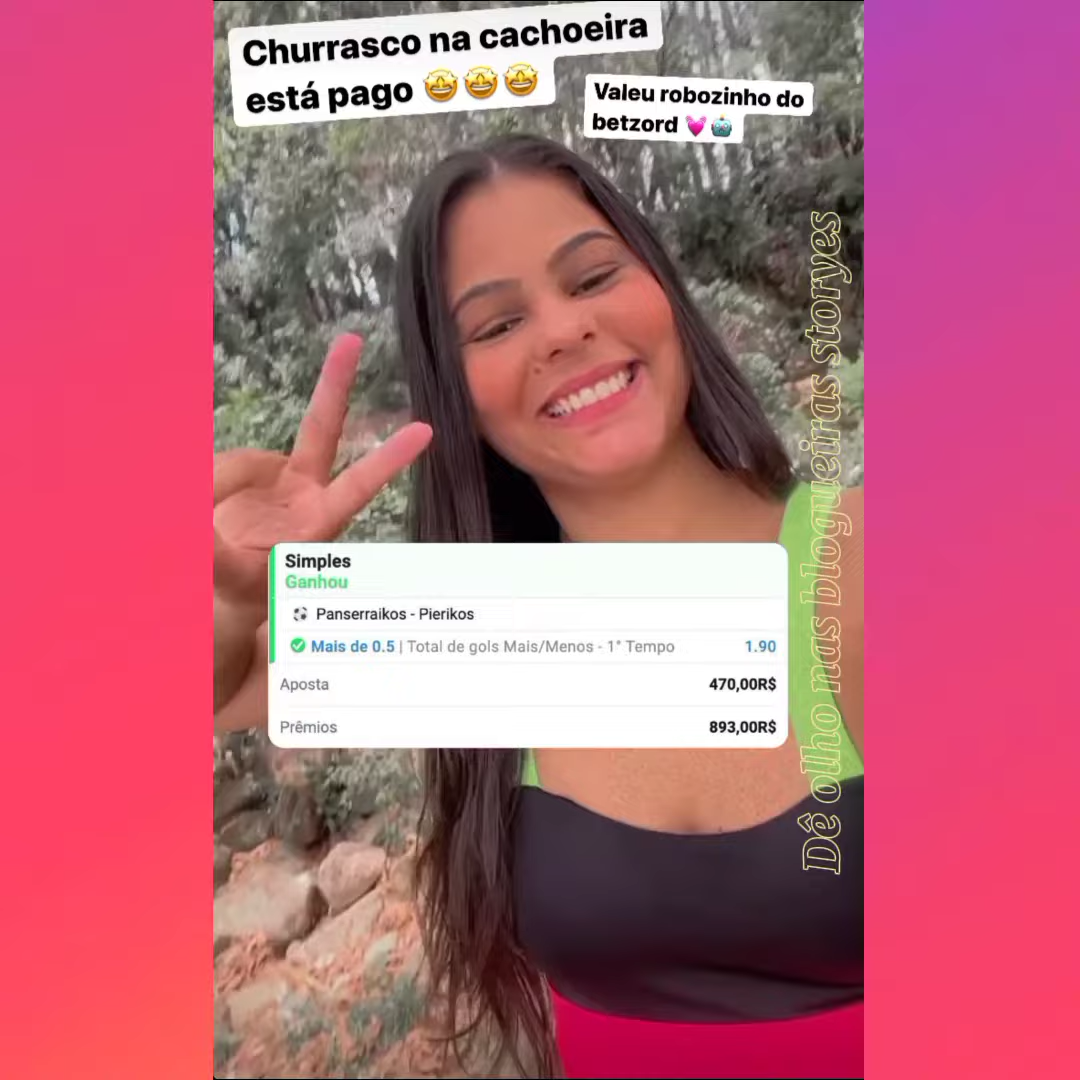 Churrasco na cachoeira
está pago 🤩🤩🤩
Valeu robozinho do
betzord 💓🤖
Simples
Ganhou
Panserraikos - Pierikos
Mais de 0.5 | Total de gols Mais/Menos - 1° Tempo 1.90
Aposta 470,00R$
Prêmios 893,00R$
Dê olho nas blogueiras storyes